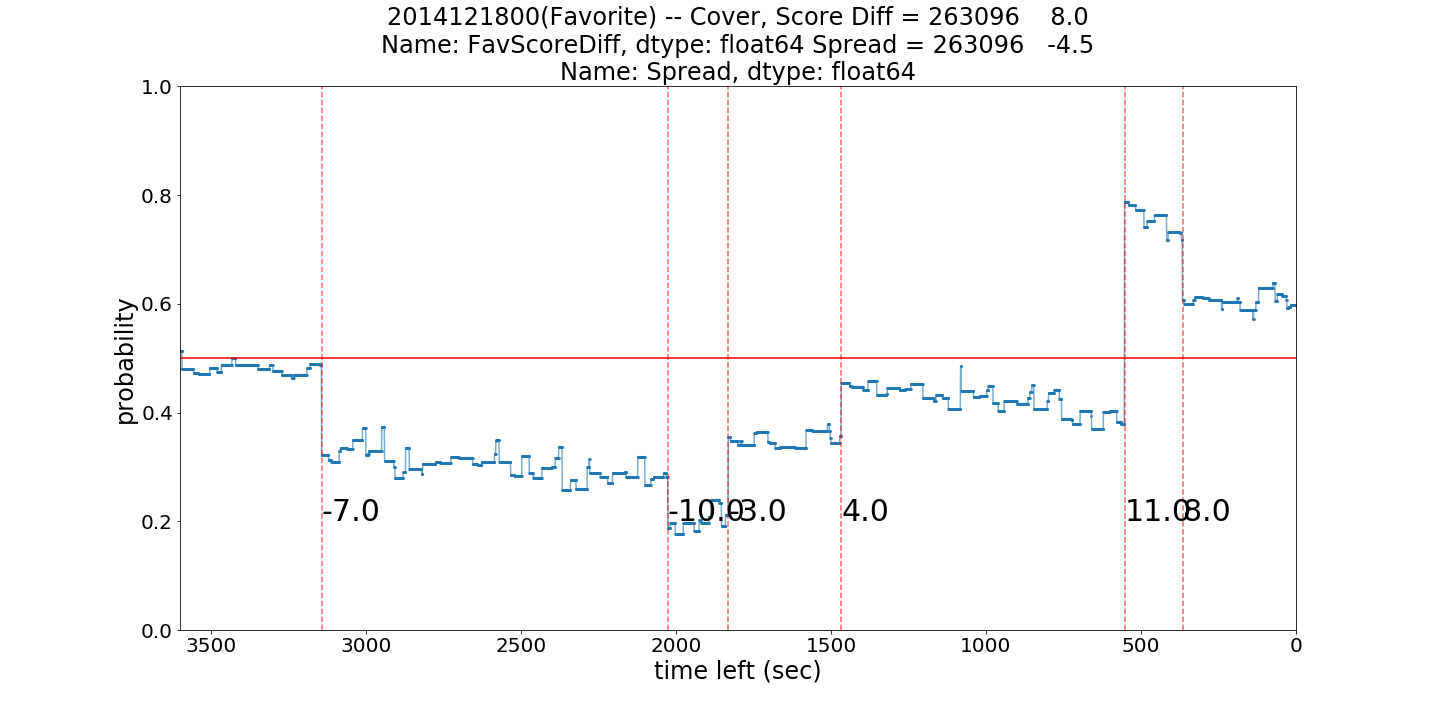 2014121800(Favorite) -- Cover, Score Diff = 263096    8.0
Name: FavScoreDiff, dtype: float64 Spread = 263096   -4.5
Name: Spread, dtype: float64
1.0
0.8
0.6
0.4
0.2
0.0
probability
-7.0
-10.0
-3.0
4.0
11.0
8.0
3500 3000 2500 2000 1500 1000 500 0
time left (sec)